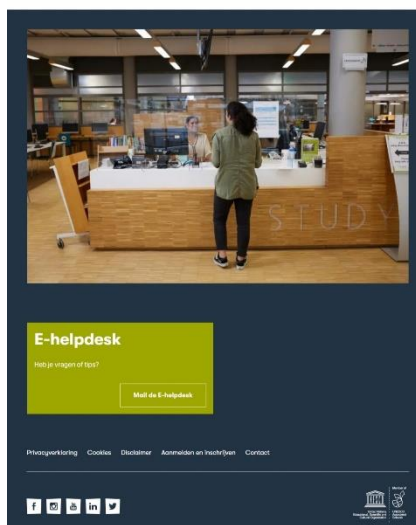 STUDY
E-helpdesk
Heb je vragen of tips?
Mail de E-helpdesk
Privacyverklaring Cookies Disclaimer Aanmelden en inschrijven Contact